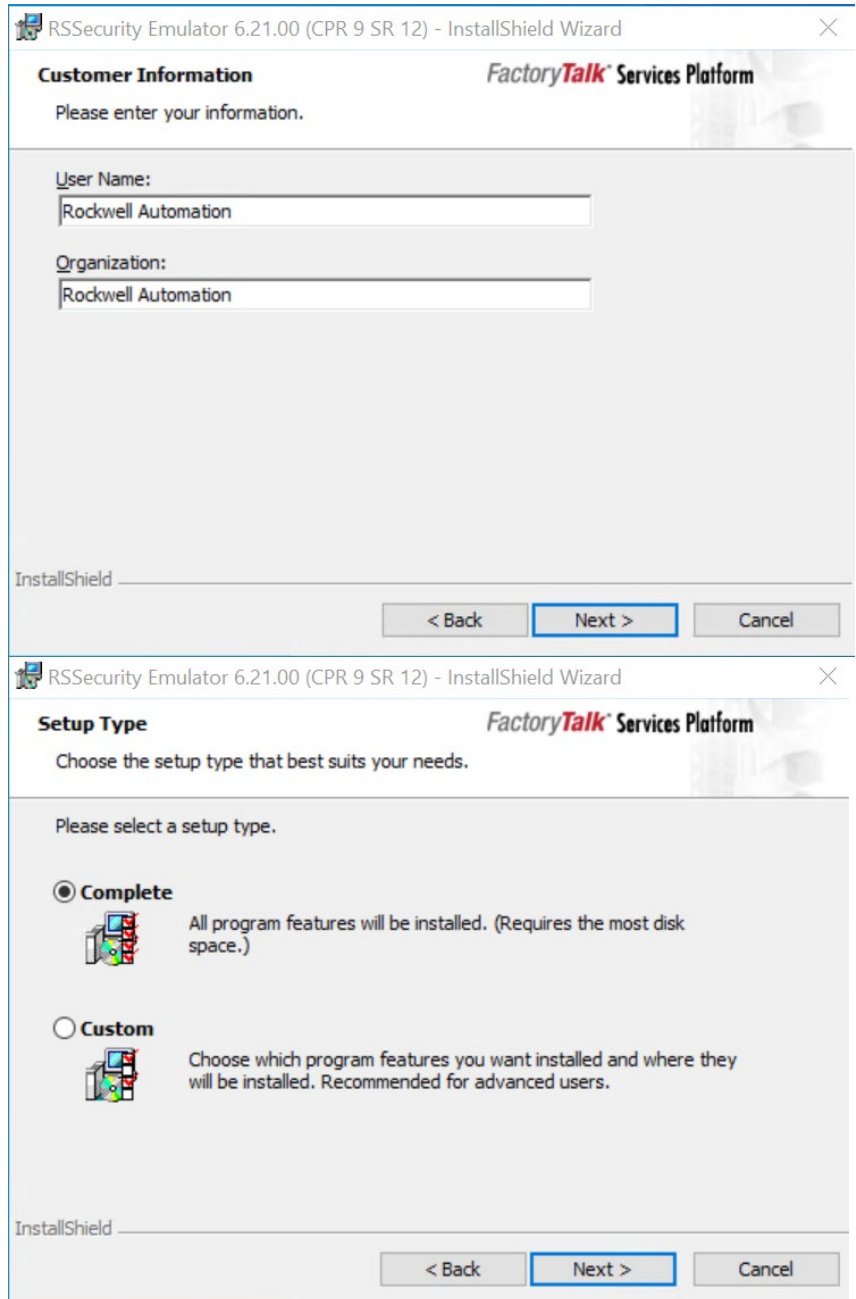 RSSecurity Emulator 6.21.00 (CPR 9 SR 12) - InstallShield Wizard
Customer Information
FactoryTalk Services Platform
Please enter your information.
User Name:
Rockwell Automation
Organization:
Rockwell Automation
InstallShield
< Back Next > Cancel
RSSecurity Emulator 6.21.00 (CPR 9 SR 12) - InstallShield Wizard
Setup Type
FactoryTalk Services Platform
Choose the setup type that best suits your needs.
Please select a setup type.
Complete
All program features will be installed. (Requires the most disk
space.)
Custom
Choose which program features you want installed and where they
will be installed. Recommended for advanced users.
InstallShield
< Back Next > Cancel